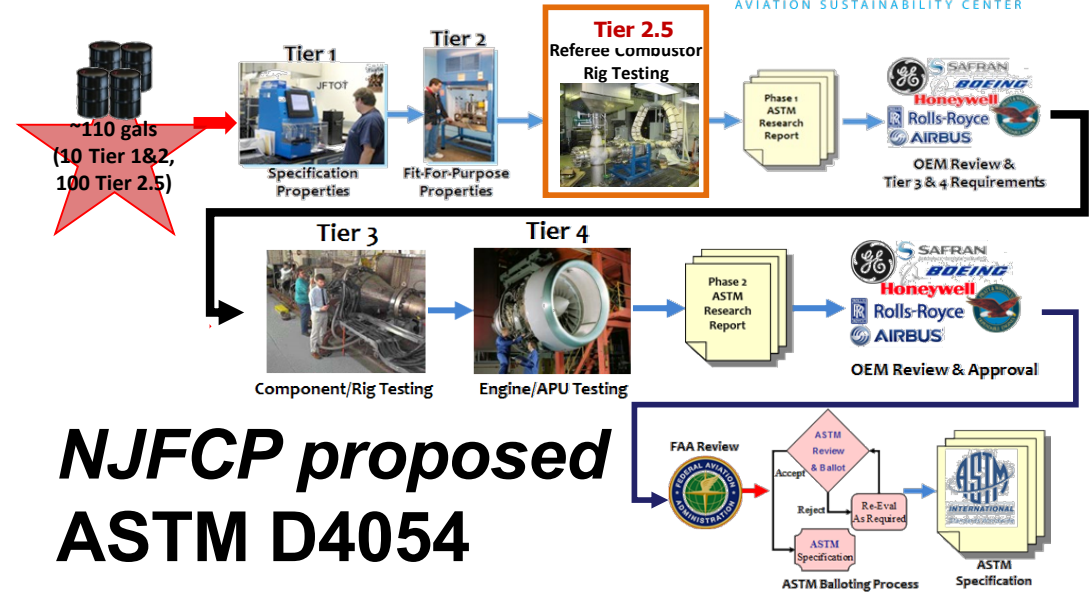 AVIATION SUSTAINABILITY CENTER
~110 gals
(10 Tier 1&2,
100 Tier 2.5)
Tier 1
JFTOT
Specification
Properties
Tier 2
Fit-For-Purpose
Properties
Tier 2.5
Referee Combustor
Rig Testing
Phase 1
ASTM
Research
Report
GE
SAFRAN
BOEING
Honeywell
Rolls-Royce
AIRBUS
OEM Review &
Tier 3 & 4 Requirements
Tier 3
Component/Rig Testing
Tier 4
Engine/APU Testing
Phase 2
ASTM
Research
Report
GE
SAFRAN
BOEING
Honeywell
RR
Rolls-Royce
AIRBUS
OEM Review & Approval
NJFCP proposed
ASTM D4054
FAA Review
FEDERAL AVIATION
ADMINISTRATION
ASTM
Review
& Ballot
Accept
Reject
Re-Eval
As Required
ASTM
Specification
ASTM Balloting Process
ASTM
INTERNATIONAL
ASTM
Specification